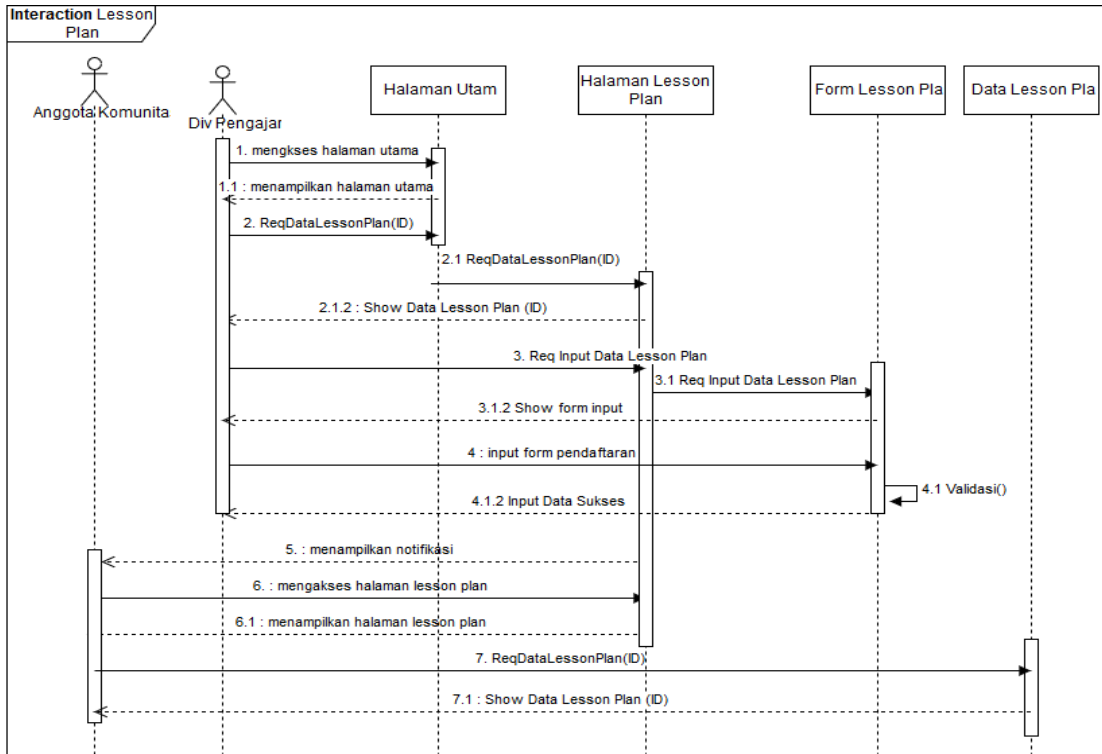 Interaction Lesson
Plan
Anggota Komunita
Div Pengajar
Halaman Utam
Halaman Lesson
Plan
Form Lesson Pla
Data Lesson Pla
1. mengkses halaman utama
1.1 : menampilkan halaman utama
2. ReqDataLessonPlan(ID)
2.1 ReqDataLessonPlan(ID)
2.1.2 : Show Data Lesson Plan (ID)
3. Req Input Data Lesson Plan
3.1 Req Input Data Lesson Plan
3.1.2 Show form input
4 : input form pendaftaran
4.1 Validasi()
4.1.2 Input Data Sukses
5. : menampilkan notifikasi
6. : mengakses halaman lesson plan
6.1 : menampilkan halaman lesson plan
7. ReqDataLessonPlan(ID)
7.1 : Show Data Lesson Plan (ID)